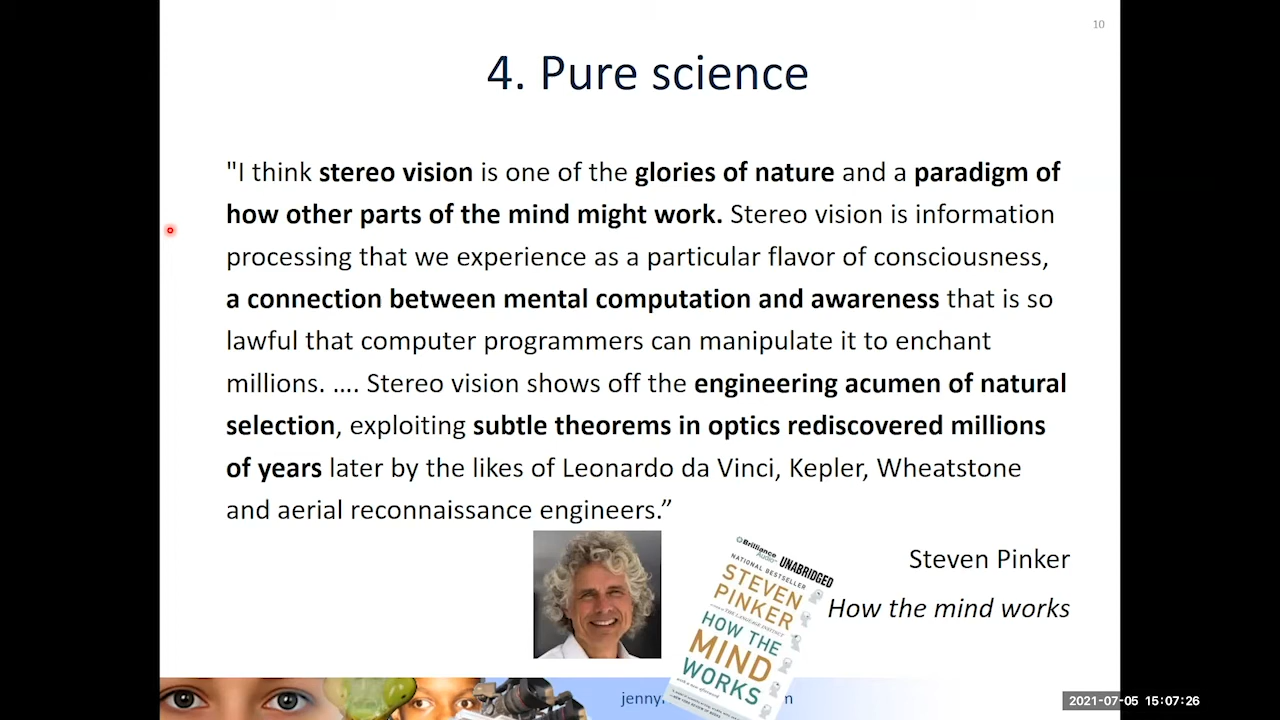 10
4. Pure science
"I think stereo vision is one of the glories of nature and a paradigm of
how other parts of the mind might work. Stereo vision is information
processing that we experience as a particular flavor of consciousness,
a connection between mental computation and awareness that is so
lawful that computer programmers can manipulate it to enchant
millions. .... Stereo vision shows off the engineering acumen of natural
selection, exploiting subtle theorems in optics rediscovered millions
of years later by the likes of Leonardo da Vinci, Kepler, Wheatstone
and aerial reconnaissance engineers.”
Steven Pinker
How the mind works
Brilliance
Audio
UNABRIDGED
NATIONAL BESTSELLER
STEVEN
PINKER
THE LANGUAGE INSTINCT
HOW THE
MIND
WORKS
jenny.
2021-07-05 15:07:26